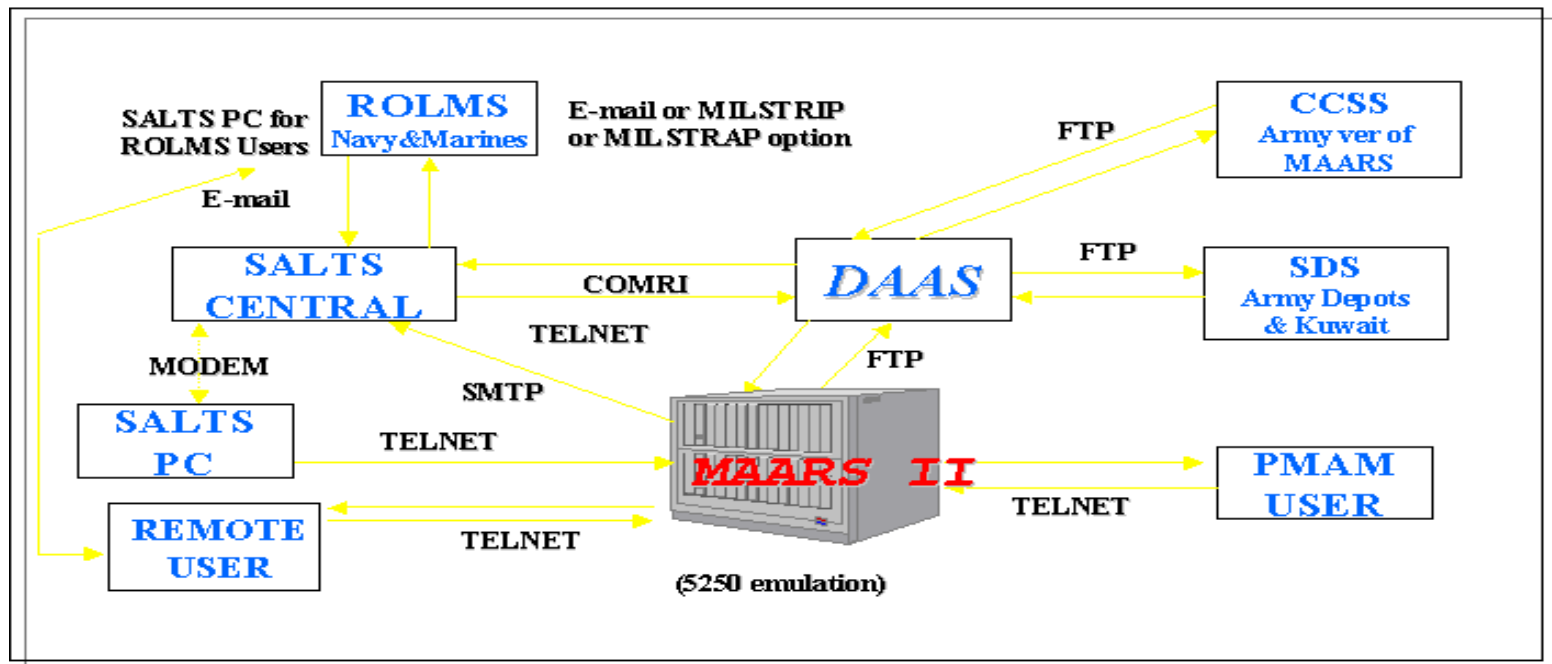 SALTS PC for
ROLMS Users
ROLMS
Navy&Marines
E-mail or MILSTRIP
or MILSTRAP option
CCSS
Army ver of
MAARS
FTP
E-mail
SALTS
CENTRAL
COMRI
TELNET
DAAS
FTP
SDS
Army Depots
& Kuwait
MODEM
SMTP
FTP
SALTS
PC
TELNET
MAARS II
PMAM
USER
TELNET
REMOTE
USER
TELNET
(5250 emulation)